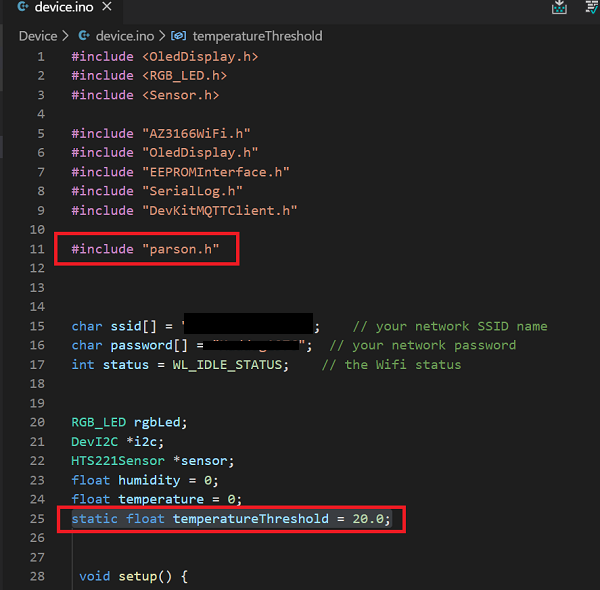 device.ino
Device > device.ino > temperatureThreshold
1 #include <OledDisplay.h>
2 #include <RGB_LED.h>
3 #include <Sensor.h>
4
5 #include "AZ3166WiFi.h"
6 #include "OledDisplay.h"
7 #include "EEPROMInterface.h"
8 #include "SerialLog.h"
9 #include "DevKitMQTTClient.h"
10
11 #include "parson.h"
12
13
14
15 char ssid[] = "; // your network SSID name
16 char password[] = "; // your network password
17 int status = WL_IDLE_STATUS; // the Wifi status
18
19
20 RGB_LED rgbLed;
21 DevI2C *i2c;
22 HTS221Sensor *sensor;
23 float humidity = 0;
24 float temperature = 0;
25 static float temperatureThreshold = 20.0;
26
27
28 void setup() {